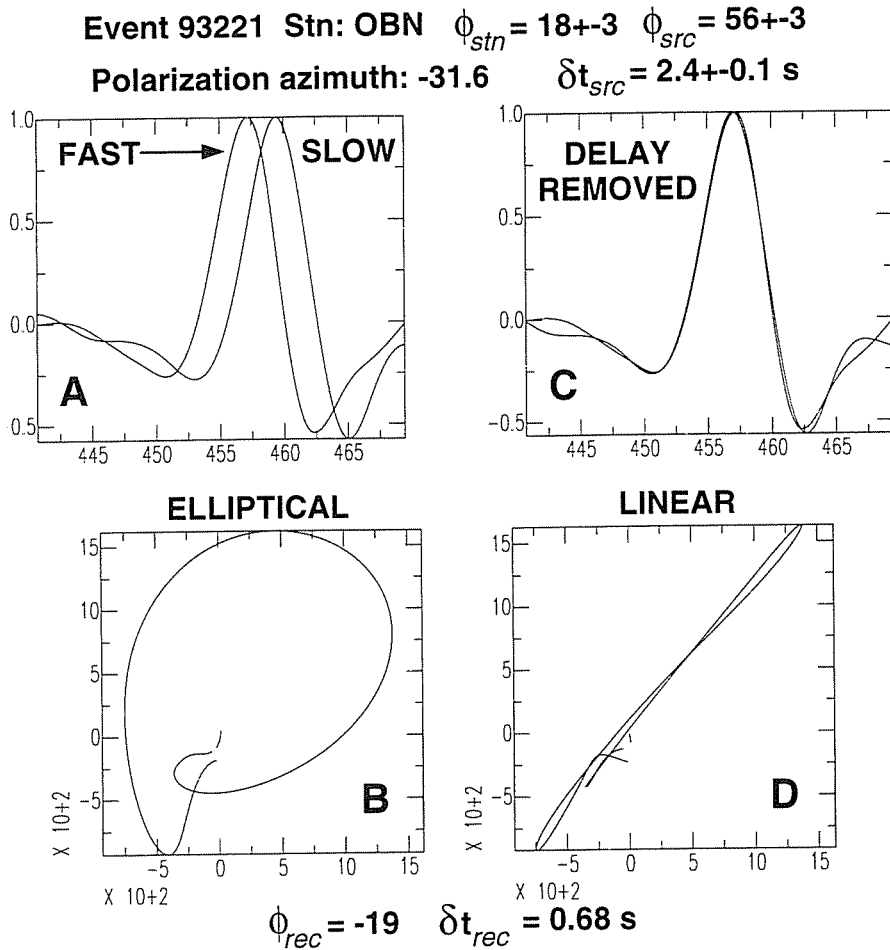 Event 93221 Stn: OBN ϕstn = 18+-3 ϕsrc = 56+-3
Polarization azimuth: -31.6 δtsrc = 2.4+-0.1 s
1.0
FAST
SLOW
0.5
0.0
A
-0.5
445 450 455 460 465
1.0
DELAY
REMOVED
0.5
0.0
C
-0.5
445 450 455 460 465
ELLIPTICAL
15
10
5
0
-5
X 10+2
B
-5 0 5 10 15
X 10+2
LINEAR
15
10
5
0
-5
X 10+2
D
-5 0 5 10 15
X 10+2
ϕrec = -19 δtrec = 0.68 s